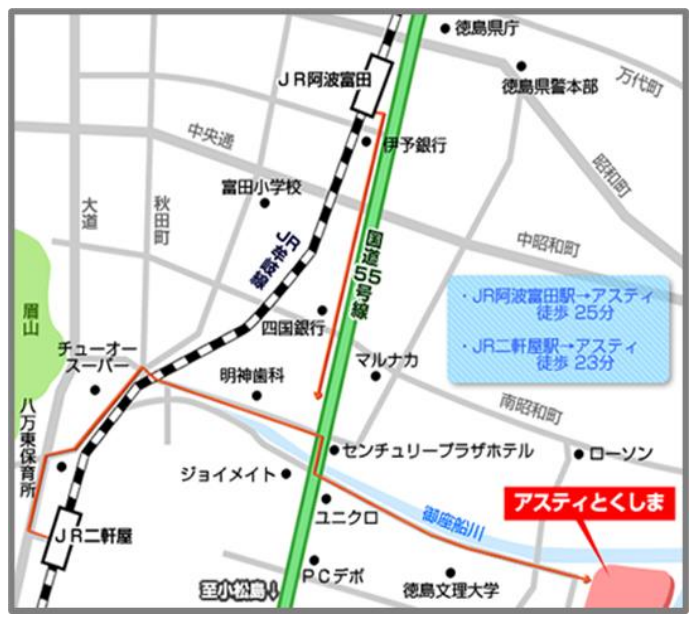 徳島県庁
JR阿波富田
徳島県警本部
万代町
中央通
伊予銀行
昭和町
富田小学校
大道
秋田町
JR牟岐線
国道55号線
中昭和町
・JR阿波富田駅→アスティ
徒歩 25分
・JR二軒屋駅→アスティ
徒歩 23分
眉山
四国銀行
チューオー
スーパー
明神歯科
マルナカ
南昭和町
八万東保育所
センチュリープラザホテル
ローソン
ジョイメイト
アスティとくしま
ユニクロ
御座船川
JR二軒屋
PCデポ
徳島文理大学
至小松島↓